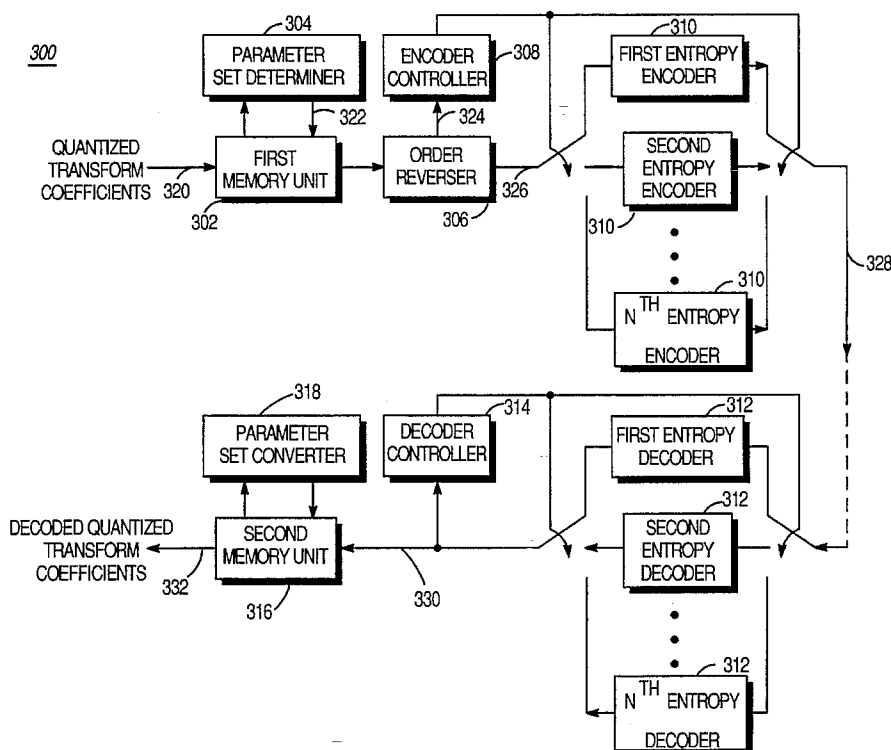 300
304
PARAMETER
SET DETERMINER
322
QUANTIZED
TRANSFORM
COEFFICIENTS
320
FIRST
MEMORY UNIT
302
ENCODER
CONTROLLER
308
324
ORDER
REVERSER
306
326
310
FIRST ENTROPY
ENCODER
SECOND
ENTROPY
ENCODER
310
310
N TH ENTROPY
ENCODER
328
318
PARAMETER
SET CONVERTER
DECODED QUANTIZED
TRANSFORM
COEFFICIENTS
332
SECOND
MEMORY UNIT
316
314
DECODER
CONTROLLER
330
312
FIRST ENTROPY
DECODER
312
SECOND
ENTROPY
DECODER
312
N TH ENTROPY
DECODER